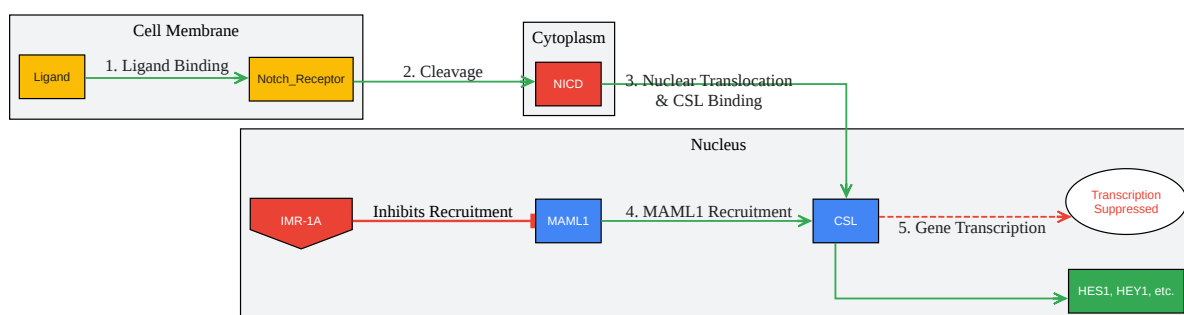 Cell Membrane
Ligand
1. Ligand Binding
Notch_Receptor
2. Cleavage
Cytoplasm
NICD
3. Nuclear Translocation
& CSL Binding
Nucleus
IMR-1A
Inhibits Recruitment
MAML1
4. MAML1 Recruitment
CSL
5. Gene Transcription
Transcription
Suppressed
HES1, HEY1, etc.